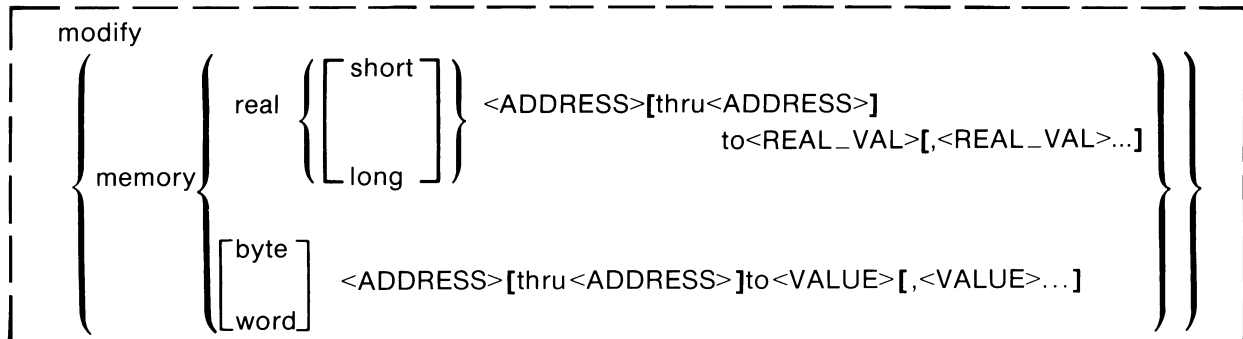 modify
short
real <ADDRESS>[thru<ADDRESS>]
to<REAL_VAL>[,<REAL_VAL>...]
memory long
byte
<ADDRESS>[thru<ADDRESS>]to<VALUE>[,<VALUE>...]
word